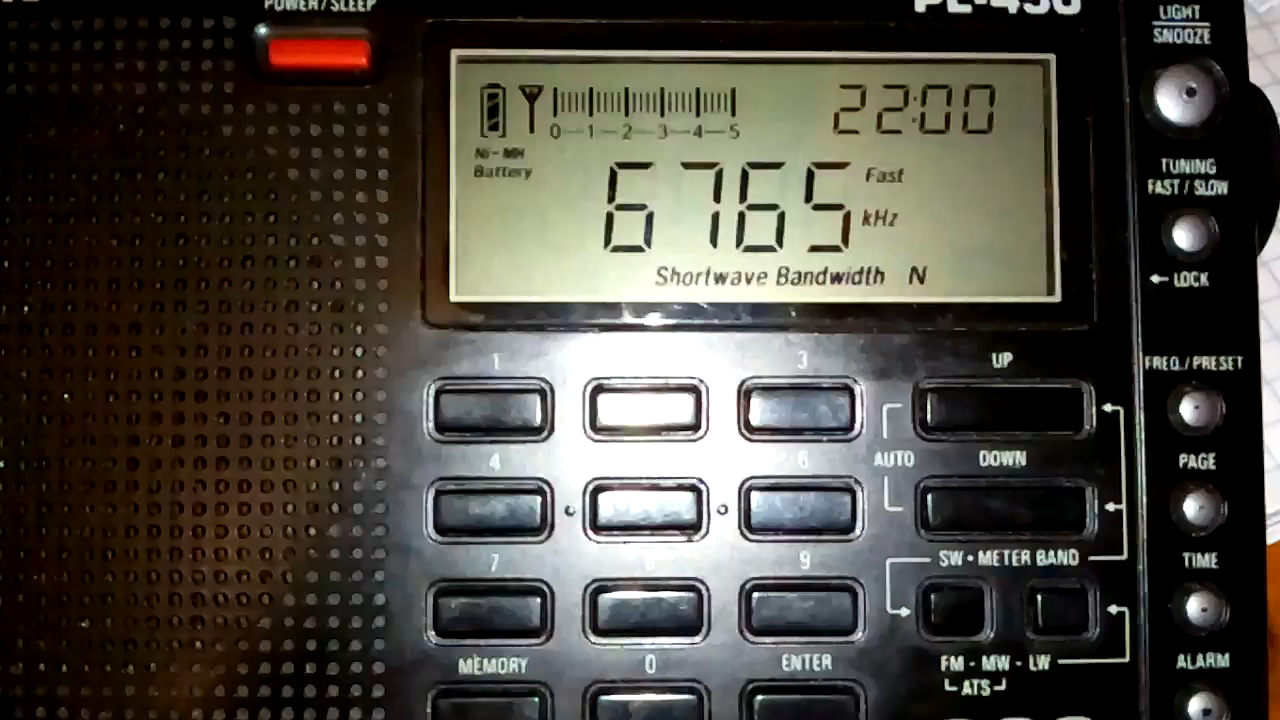 POWER/SLEEP
PL-450
LIGHT
SNOOZE
22:00
0-1-2-3-4-5
Ni-MH
Battery
6765
Fast
kHz
Shortwave Bandwidth N
TUNING
FAST / SLOW
← LOCK
1
3
UP
FREQ./PRESET
4
6
AUTO
DOWN
PAGE
7
9
SW • METER BAND
TIME
MEMORY
0
ENTER
FM - MW - LW
ATS
ALARM